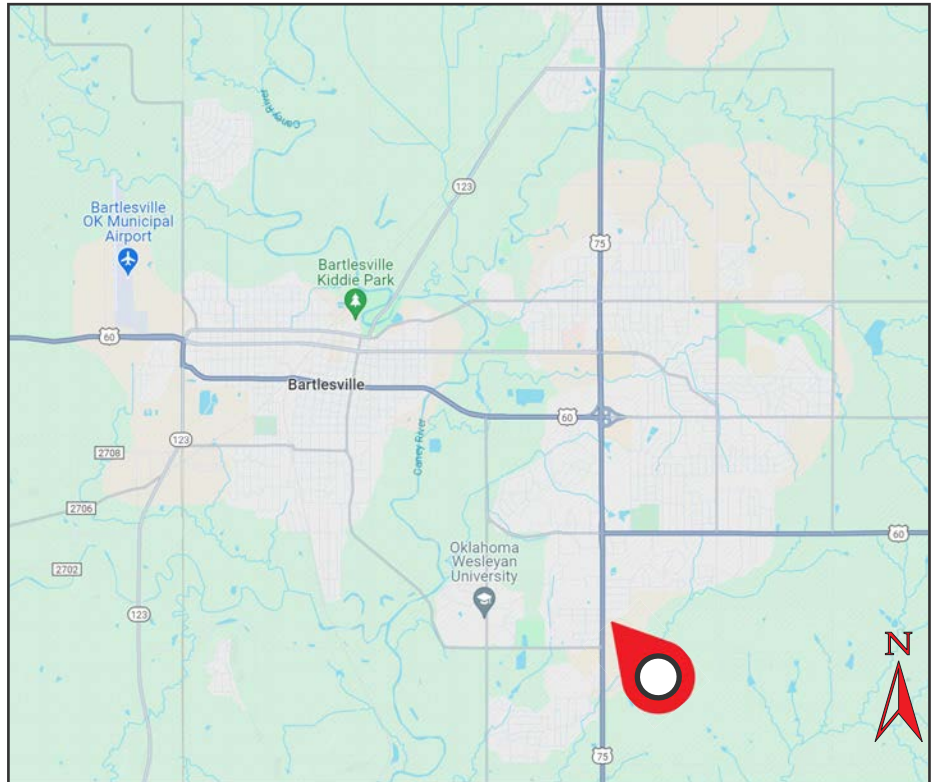 Caney River
123
Bartlesville
OK Municipal
Airport
75
Bartlesville
Kiddie Park
60
Bartlesville
60
Caney River
123
2708
2706
60
Oklahoma
Wesleyan
University
2702
123
N
75